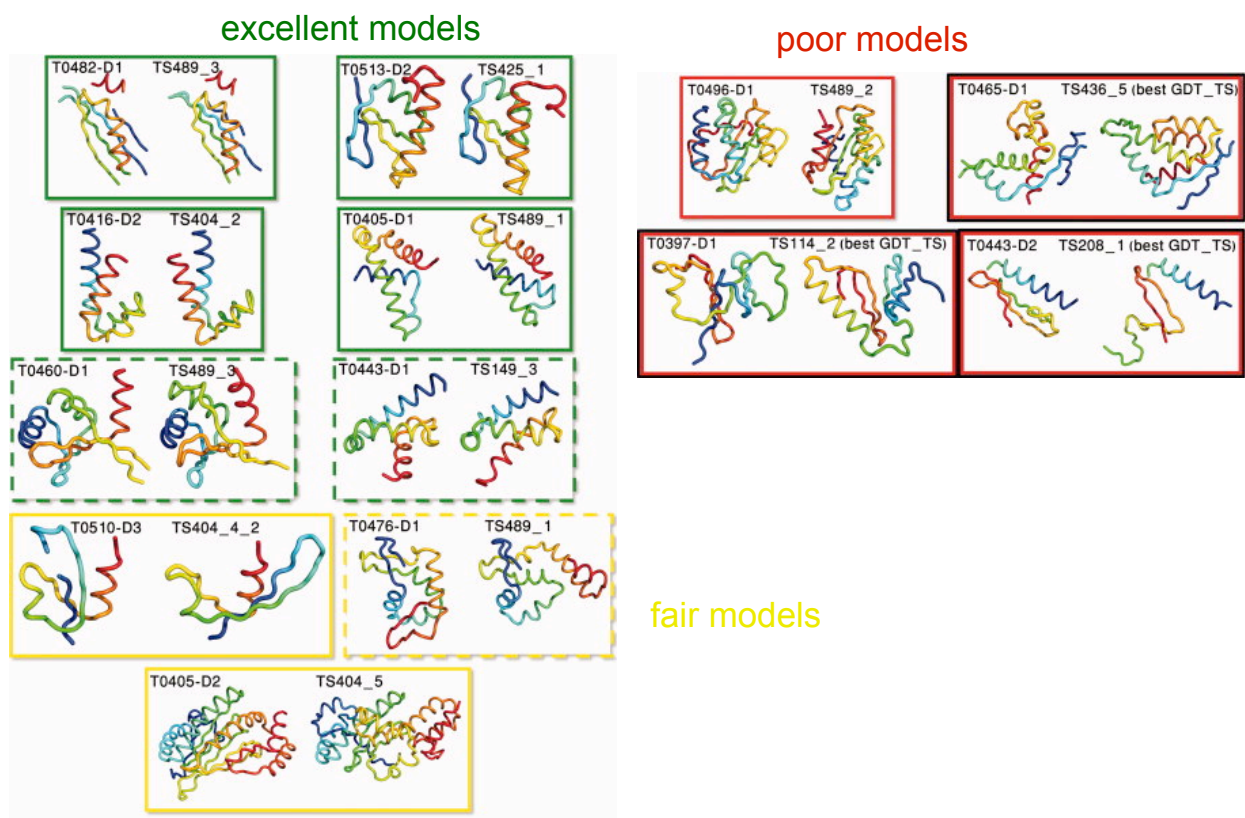 excellent models
T0482-D1 TS489_3
T0513-D2 TS425_1
T0416-D2 TS404_2
T0405-D1 TS489_1
T0460-D1 TS489_3
T0443-D1 TS149_3
T0510-D3 TS404_4_2
T0476-D1 TS489_1
T0405-D2 TS404_5
poor models
T0496-D1 TS489_2
T0465-D1 TS436_5 (best GDT_TS)
T0397-D1 TS114_2 (best GDT_TS)
T0443-D2 TS208_1 (best GDT_TS)
fair models